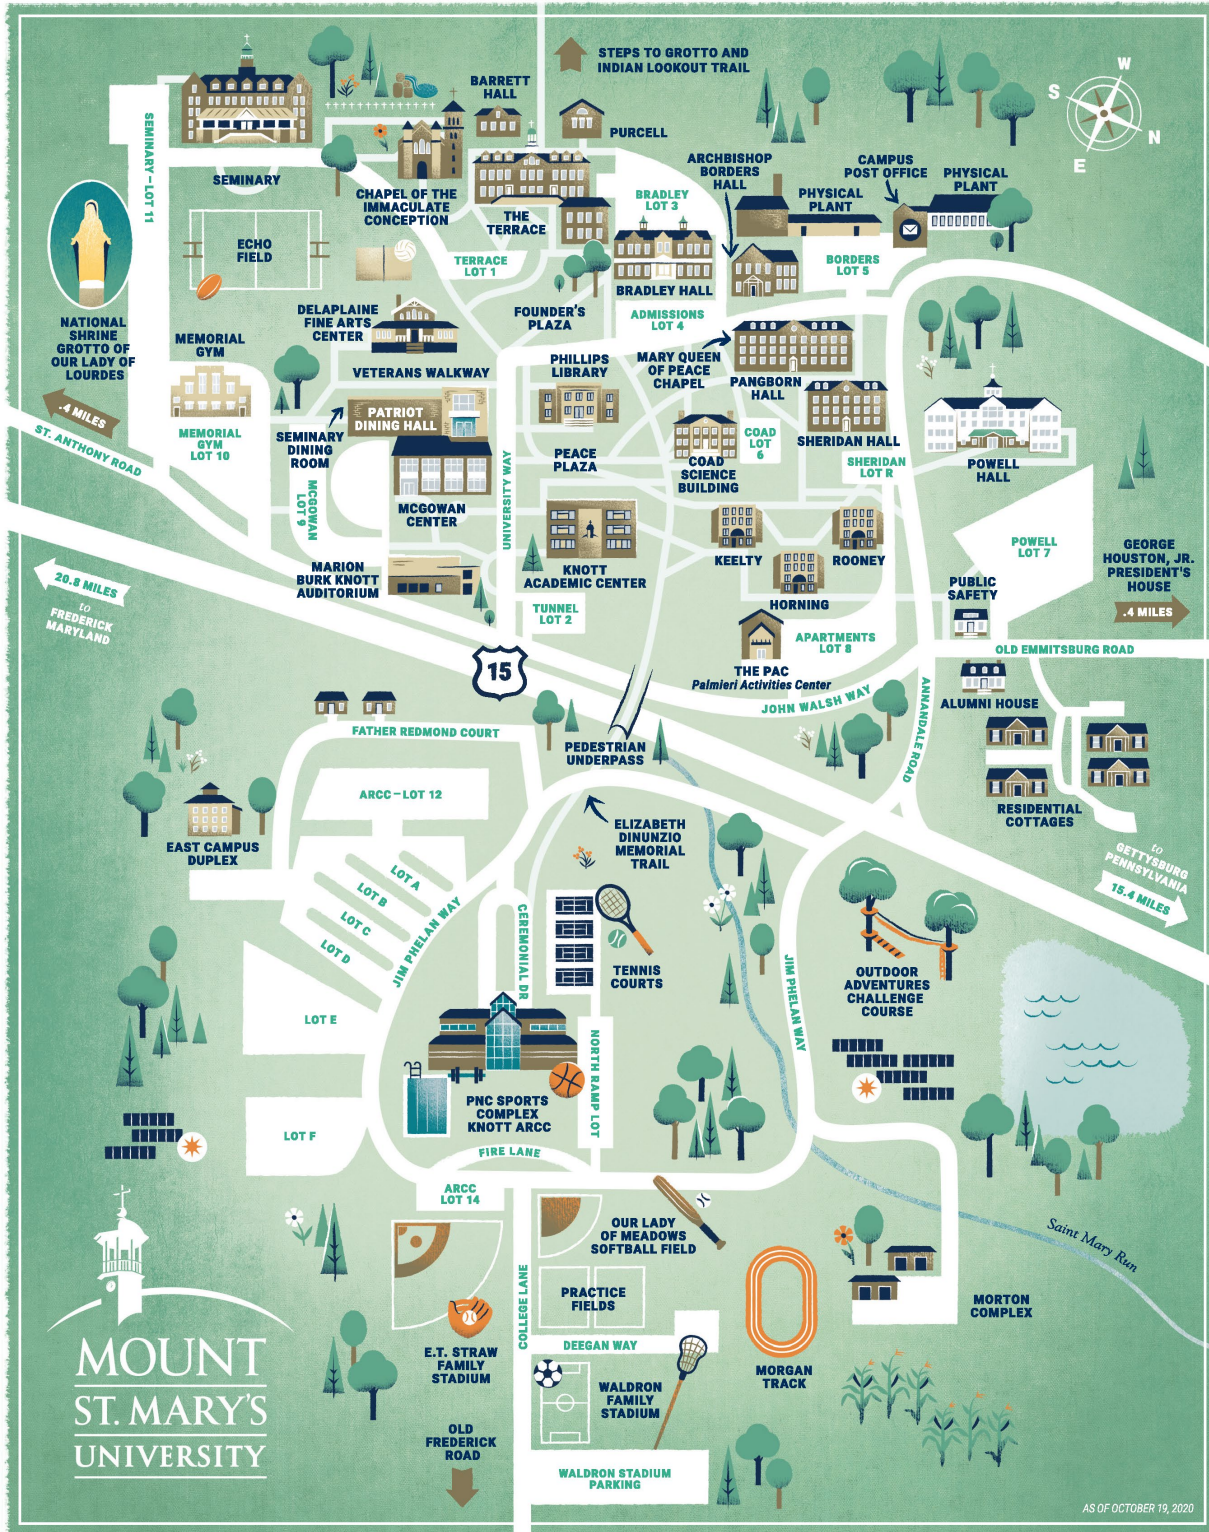 STEPS TO GROTTO AND
INDIAN LOOKOUT TRAIL
W
S
N
E
BARRETT
HALL
PURCELL
SEMINARY – LOT 11
SEMINARY
CHAPEL OF THE
IMMACULATE
CONCEPTION
THE
TERRACE
ARCHBISHOP
BORDERS
HALL
CAMPUS
POST OFFICE
PHYSICAL
PLANT
PHYSICAL
PLANT
BRADLEY
LOT 3
ECHO
FIELD
TERRACE
LOT 1
BORDERS
LOT 5
BRADLEY HALL
NATIONAL
SHRINE
GROTTO OF
OUR LADY OF
LOURDES
.4 MILES
ST. ANTHONY ROAD
MEMORIAL
GYM
MEMORIAL
GYM
LOT 10
DELAPLAINE
FINE ARTS
CENTER
FOUNDER'S
PLAZA
ADMISSIONS
LOT 4
VETERANS WALKWAY
PHILLIPS
LIBRARY
MARY QUEEN
OF PEACE
CHAPEL
PANGBORN
HALL
PATRIOT
DINING HALL
SEMINARY
DINING
ROOM
PEACE
PLAZA
COAD
SCIENCE
BUILDING
COAD
LOT
6
SHERIDAN HALL
SHERIDAN
LOT R
POWELL
HALL
MCGOWAN
LOT 9
MCGOWAN
CENTER
UNIVERSITY WAY
MARION
BURK KNOTT
AUDITORIUM
KNOTT
ACADEMIC CENTER
KEELTY
ROONEY
HORNING
POWELL
LOT 7
GEORGE
HOUSTON, JR.
PRESIDENT'S
HOUSE
.4 MILES
PUBLIC
SAFETY
20.8 MILES
to
FREDERICK
MARYLAND
TUNNEL
LOT 2
THE PAC
Palmieri Activities Center
APARTMENTS
LOT 8
OLD EMMITSBURG ROAD
15
JOHN WALSH WAY
ANNANDALE ROAD
ALUMNI HOUSE
FATHER REDMOND COURT
PEDESTRIAN
UNDERPASS
RESIDENTIAL
COTTAGES
ARCC – LOT 12
EAST CAMPUS
DUPLEX
ELIZABETH
DINUNZIO
MEMORIAL
TRAIL
to
GETTYSBURG
PENNSYLVANIA
15.4 MILES
LOT A
LOT B
LOT C
LOT D
JIM PHELAN WAY
CEREMONIAL DR
TENNIS
COURTS
JIM PHELAN WAY
OUTDOOR
ADVENTURES
CHALLENGE
COURSE
LOT E
NORTH RAMP LOT
PNC SPORTS
COMPLEX
KNOTT ARCC
LOT F
FIRE LANE
ARCC
LOT 14
OUR LADY
OF MEADOWS
SOFTBALL FIELD
Saint Mary Run
PRACTICE
FIELDS
COLLEGE LANE
MORTON
COMPLEX
DEEGAN WAY
E.T. STRAW
FAMILY
STADIUM
MORGAN
TRACK
WALDRON
FAMILY
STADIUM
OLD
FREDERICK
ROAD
WALDRON STADIUM
PARKING
MOUNT
ST. MARY'S
UNIVERSITY
AS OF OCTOBER 19, 2020